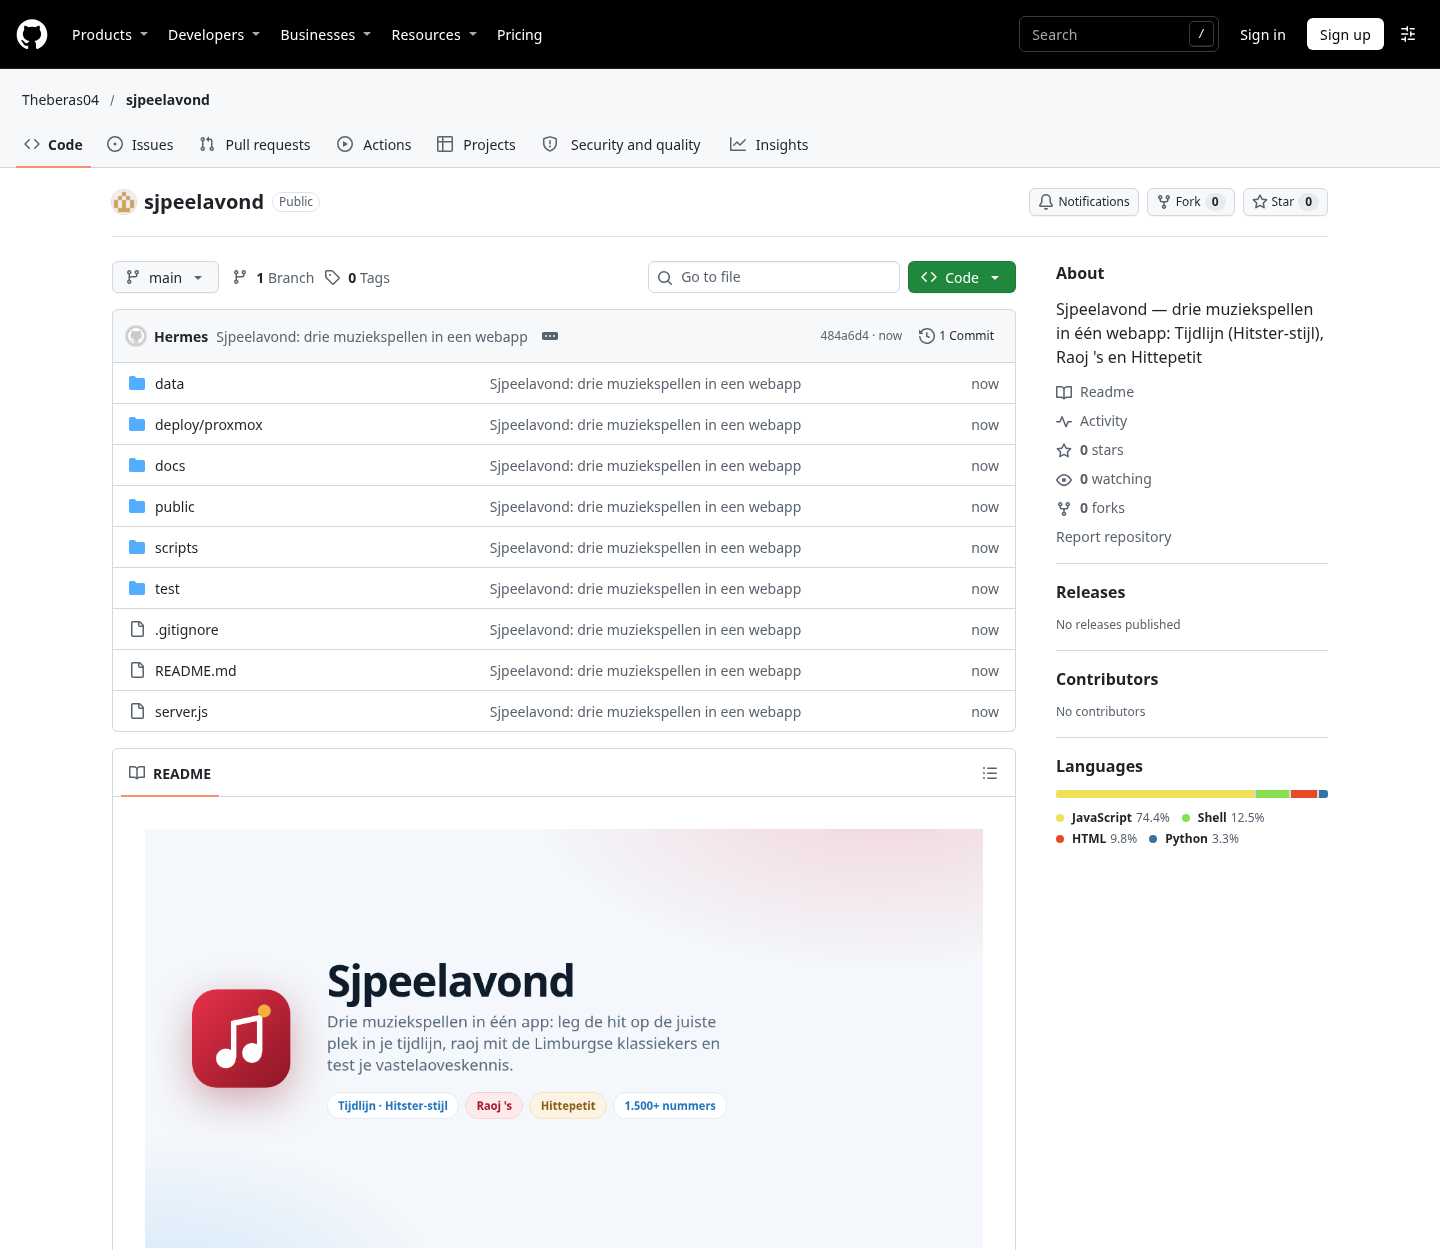 Products Developers Businesses Resources Pricing Search / Sign in Sign up
Theberas04 / sjpeelavond
Code Issues Pull requests Actions Projects Security and quality Insights
sjpeelavond Public Notifications Fork 0 Star 0
main 1 Branch 0 Tags Go to file Code
Hermes Sjpeelavond: drie muziekspellen in een webapp 484a6d4 · now 1 Commit
data Sjpeelavond: drie muziekspellen in een webapp now
deploy/proxmox Sjpeelavond: drie muziekspellen in een webapp now
docs Sjpeelavond: drie muziekspellen in een webapp now
public Sjpeelavond: drie muziekspellen in een webapp now
scripts Sjpeelavond: drie muziekspellen in een webapp now
test Sjpeelavond: drie muziekspellen in een webapp now
.gitignore Sjpeelavond: drie muziekspellen in een webapp now
README.md Sjpeelavond: drie muziekspellen in een webapp now
server.js Sjpeelavond: drie muziekspellen in een webapp now
README
Sjpeelavond
Drie muziekspellen in één app: leg de hit op de juiste
plek in je tijdlijn, raoj mit de Limburgse klassiekers en
test je vastelaoveskennis.
Tijdlijn · Hitster-stijl Raoj 's Hittepetit 1.500+ nummers
About
Sjpeelavond — drie muziekspellen
in één webapp: Tijdlijn (Hitster-stijl),
Raoj 's en Hittepetit
Readme
Activity
0 stars
0 watching
0 forks
Report repository
Releases
No releases published
Contributors
No contributors
Languages
JavaScript 74.4% Shell 12.5%
HTML 9.8% Python 3.3%